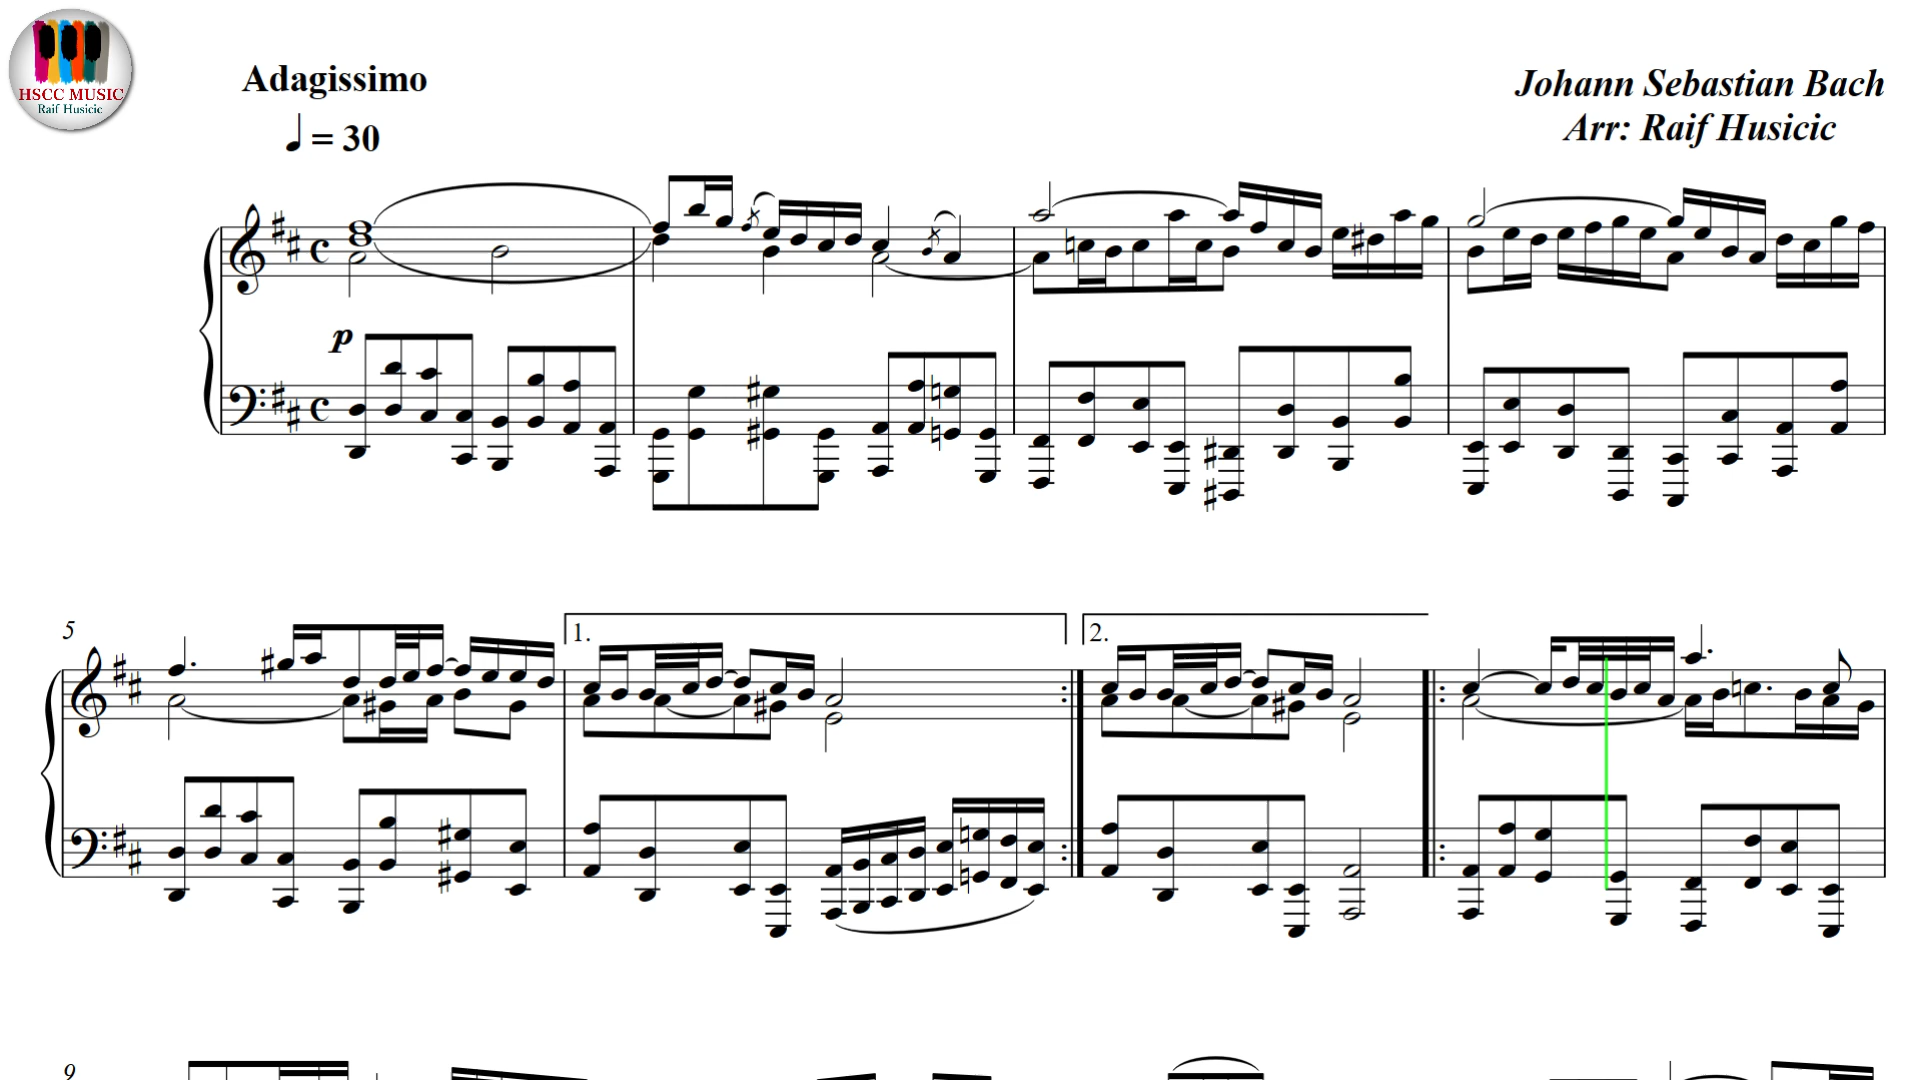 HSCC MUSIC
Raif Husicic
Adagissimo
♩ = 30
Johann Sebastian Bach
Arr: Raif Husicic
p
5
1.
2.
9